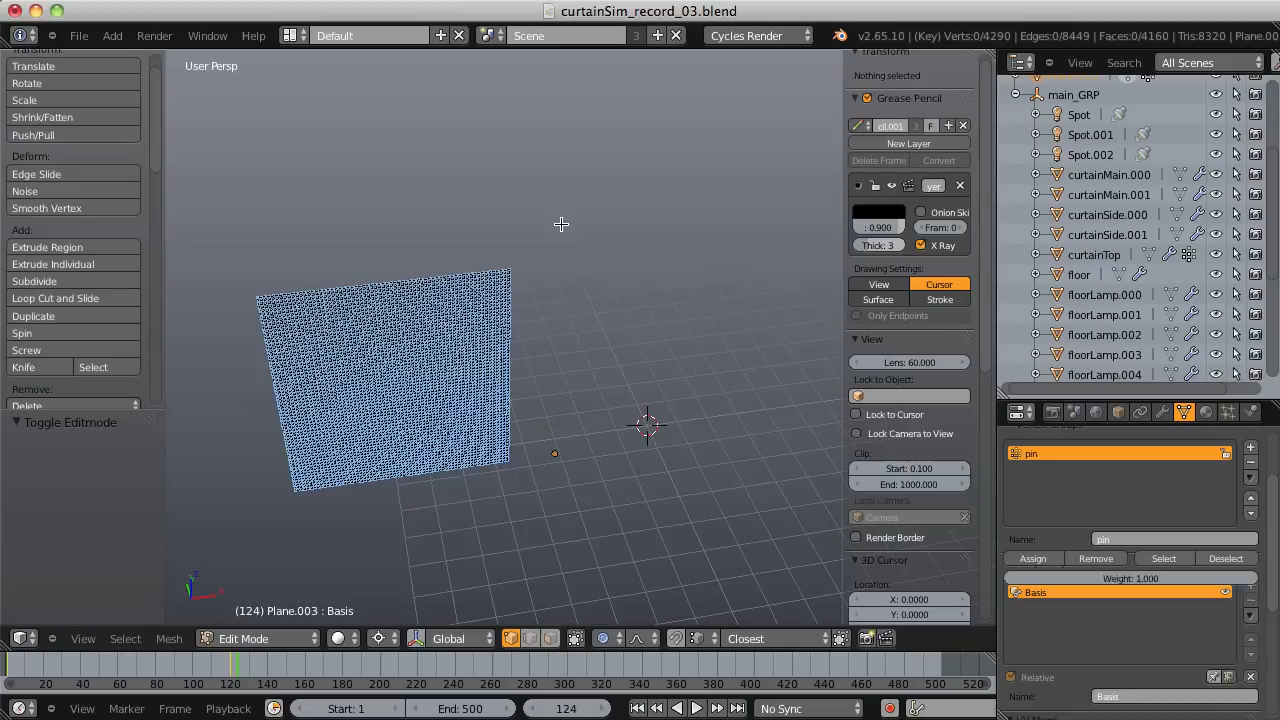 curtainSim_record_03.blend
File Add Render Window Help Default Scene 3 Cycles Render v2.65.10 | (Key) Verts:0/4290 | Edges:0/8449 | Faces:0/4160 | Tris:8320 | Plane.00
Transform:
Translate
Rotate
Scale
Shrink/Fatten
Push/Pull
Deform:
Edge Slide
Noise
Smooth Vertex
Add:
Extrude Region
Extrude Individual
Subdivide
Loop Cut and Slide
Duplicate
Spin
Screw
Knife Select
Remove:
Delete
Toggle Editmode
User Persp
(124) Plane.003 : Basis
Transform
Nothing selected
Grease Pencil
cil.001 3 F
New Layer
Delete Frame Convert
yer
Onion Ski
: 0.900 Fram: 0
Thick: 3 X Ray
Drawing Settings:
View Cursor
Surface Stroke
Only Endpoints
View
Lens: 60.000
Lock to Object:
Lock to Cursor
Lock Camera to View
Clip:
Start: 0.100
End: 1000.000
Local Camera:
Camera
Render Border
3D Cursor
Location:
X: 0.0000
Y: 0.0000
View Search All Scenes
main_GRP
Spot
Spot.001
Spot.002
curtainMain.000
curtainMain.001
curtainSide.000
curtainSide.001
curtainTop
floor
floorLamp.000
floorLamp.001
floorLamp.002
floorLamp.003
floorLamp.004
pin
Name: pin
Assign Remove Select Deselect
Weight: 1.000
Basis
Relative
Name: Basis
View Select Mesh Edit Mode Global Closest
20 40 60 80 100 120 140 160 180 200 220 240 260 280 300 320 340 360 380 400 420 440 460 480 500 520
View Marker Frame Playback Start: 1 End: 500 124 No Sync